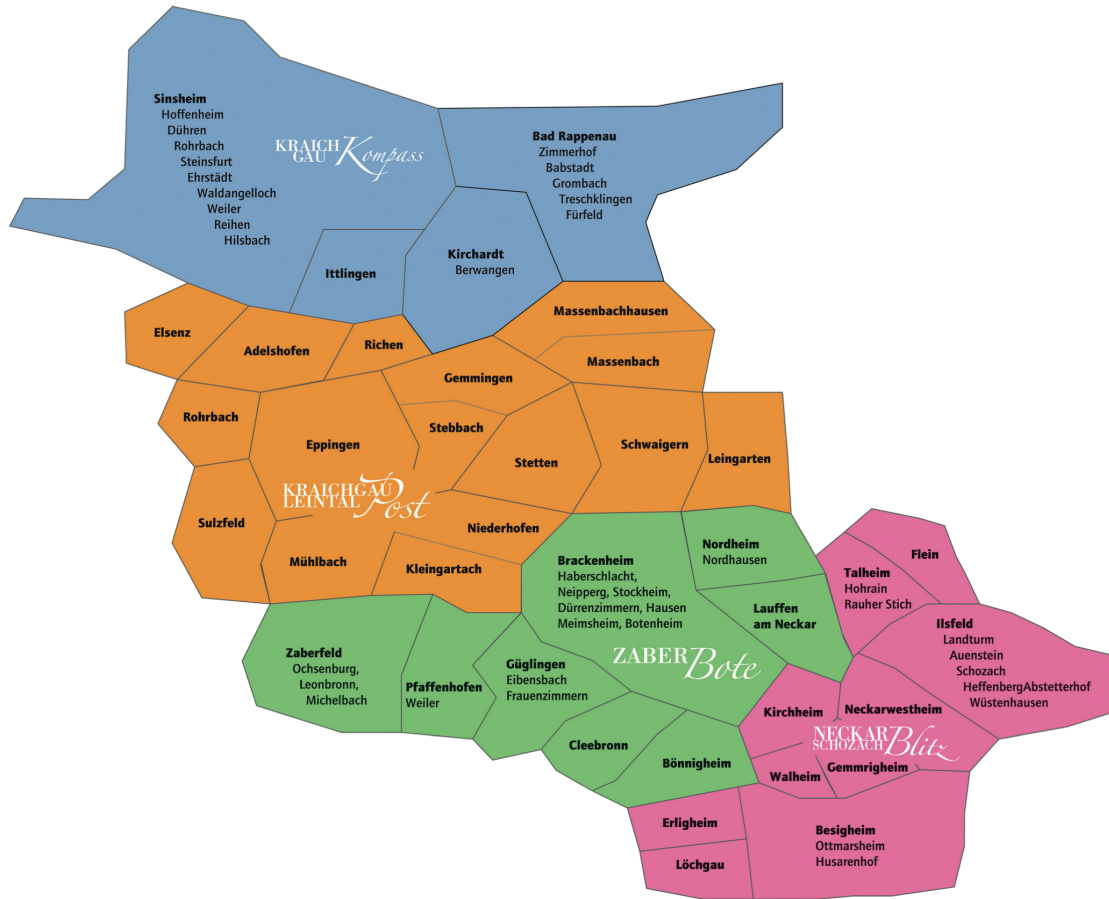 Sinsheim
Hoffenheim
Dühren
Rohrbach
Steinsfurt
Ehrstädt
Waldangelloch
Weiler
Reihen
Hilsbach
KRAICH
GAU Kompass
Bad Rappenau
Zimmerhof
Babstadt
Grombach
Treschklingen
Fürfeld
Ittlingen
Kirchardt
Berwangen
Elsenz
Adelshofen
Richen
Massenbachhausen
Massenbach
Gemmingen
Rohrbach
Eppingen
Stebbach
Stetten
Schwaigern
Leingarten
KRAICHGAU
LEINTAL Post
Sulzfeld
Mühlbach
Niederhofen
Kleingartach
Brackenheim
Haberschlacht,
Neipperg, Stockheim,
Dürrenzimmern, Hausen
Meimsheim, Botenheim
Nordheim
Nordhausen
Lauffen
am Neckar
ZABER Bote
Zaberfeld
Ochsenburg,
Leonbronn,
Michelbach
Pfaffenhofen
Weiler
Güglingen
Eibensbach
Frauenzimmern
Cleebronn
Bönnigheim
Flein
Talheim
Hohrain
Rauher Stich
Ilsfeld
Landturm
Auenstein
Schozach
HeffenbergAbstetterhof
Wüstenhausen
Kirchheim
Neckarwestheim
NECKAR
SCHOZACH Blitz
Walheim
Gemmrigheim
Erligheim
Löchgau
Besigheim
Ottmarsheim
Husarenhof